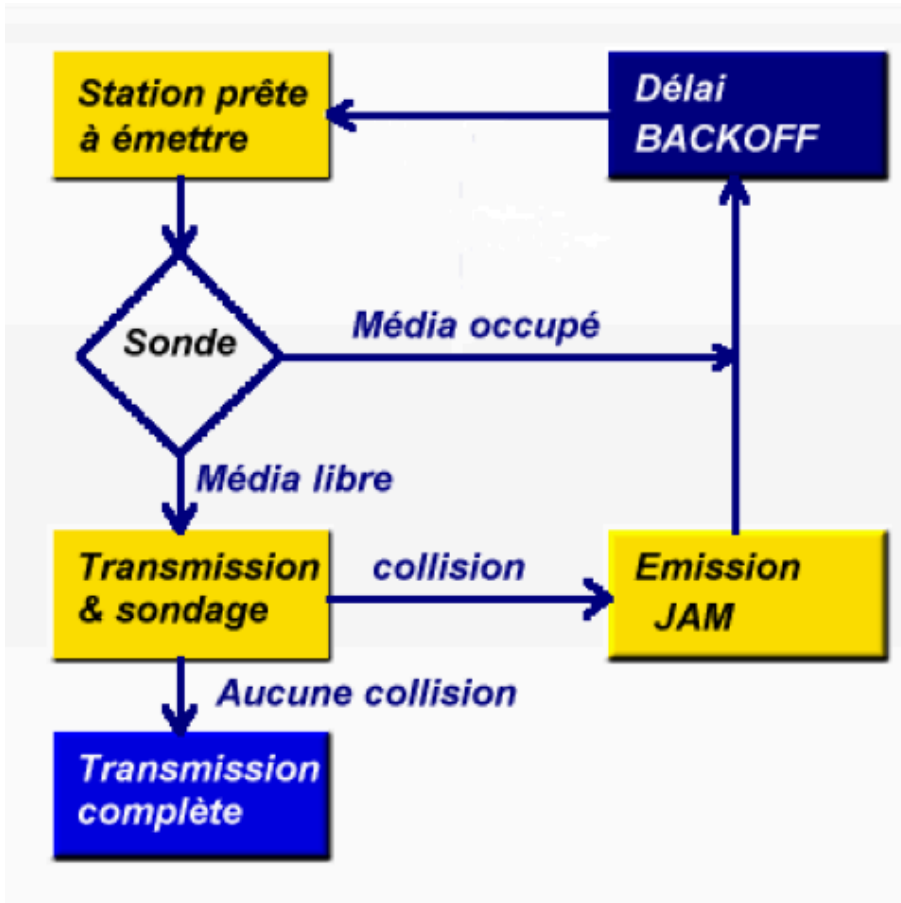 Station prête
à émettre
Délai
BACKOFF
Sonde
Média occupé
Média libre
Transmission
& sondage
collision
Emission
JAM
Aucune collision
Transmission
complète